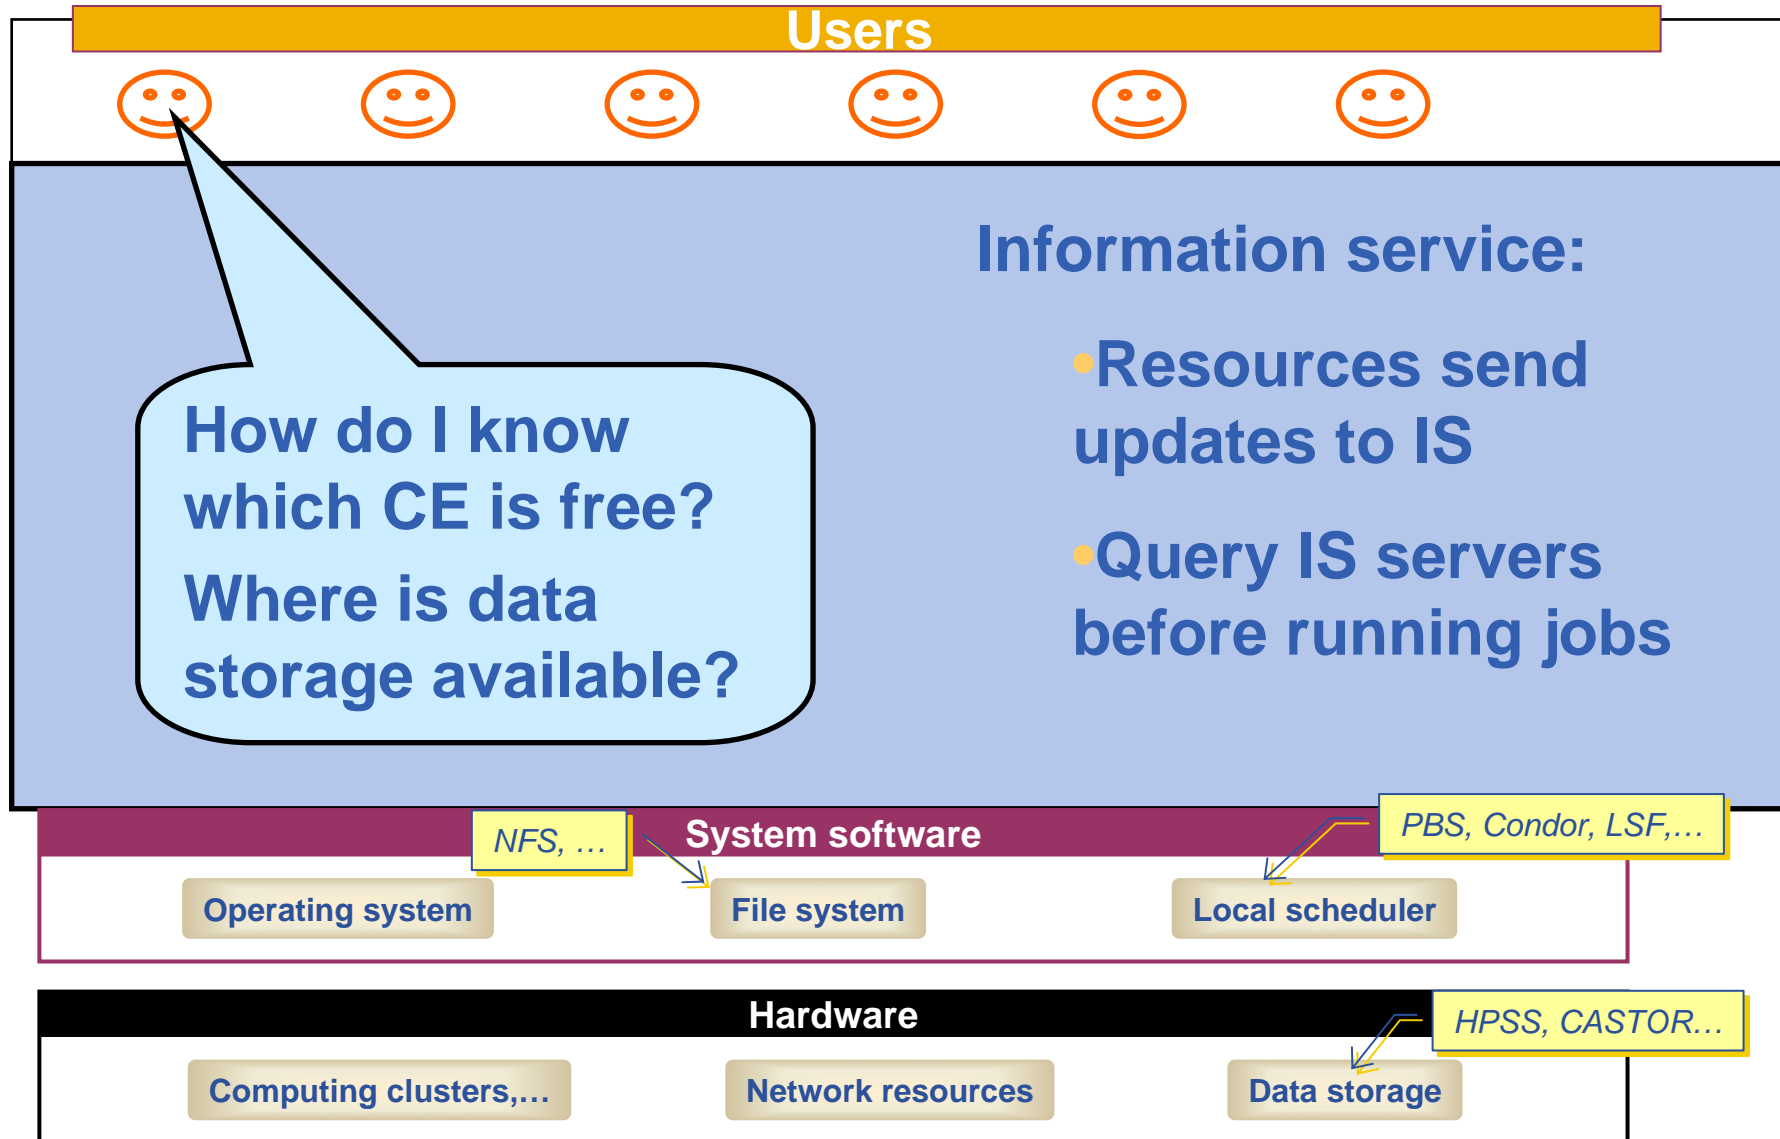 Users
Information service:
•Resources send
updates to IS
•Query IS servers
before running jobs
How do I know
which CE is free?
Where is data
storage available?
System software
NFS, …
PBS, Condor, LSF,…
Operating system
File system
Local scheduler
Hardware
HPSS, CASTOR…
Computing clusters,…
Network resources
Data storage